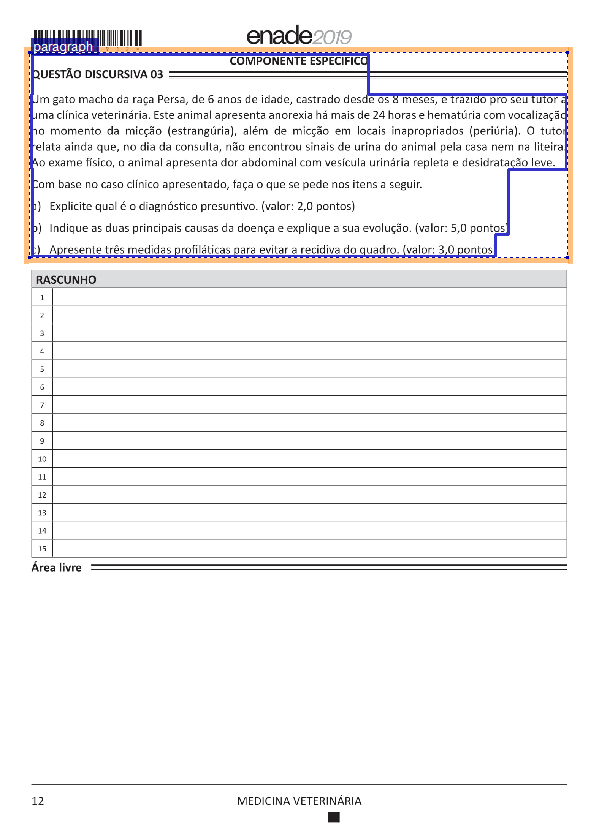 enade2019
paragraph
COMPONENTE ESPECÍFICO
QUESTÃO DISCURSIVA 03
Um gato macho da raça Persa, de 6 anos de idade, castrado desde os 8 meses, é trazido pro seu tutor a
uma clínica veterinária. Este animal apresenta anorexia há mais de 24 horas e hematúria com vocalização
no momento da micção (estrangúria), além de micção em locais inapropriados (periúria). O tutor
relata ainda que, no dia da consulta, não encontrou sinais de urina do animal pela casa nem na liteira.
Ao exame físico, o animal apresenta dor abdominal com vesícula urinária repleta e desidratação leve.
Com base no caso clínico apresentado, faça o que se pede nos itens a seguir.
a) Explicite qual é o diagnóstico presuntivo. (valor: 2,0 pontos)
b) Indique as duas principais causas da doença e explique a sua evolução. (valor: 5,0 pontos)
c) Apresente três medidas profiláticas para evitar a recidiva do quadro. (valor: 3,0 pontos)
RASCUNHO
1
2
3
4
5
6
7
8
9
10
11
12
13
14
15
Área livre
12 MEDICINA VETERINÁRIA